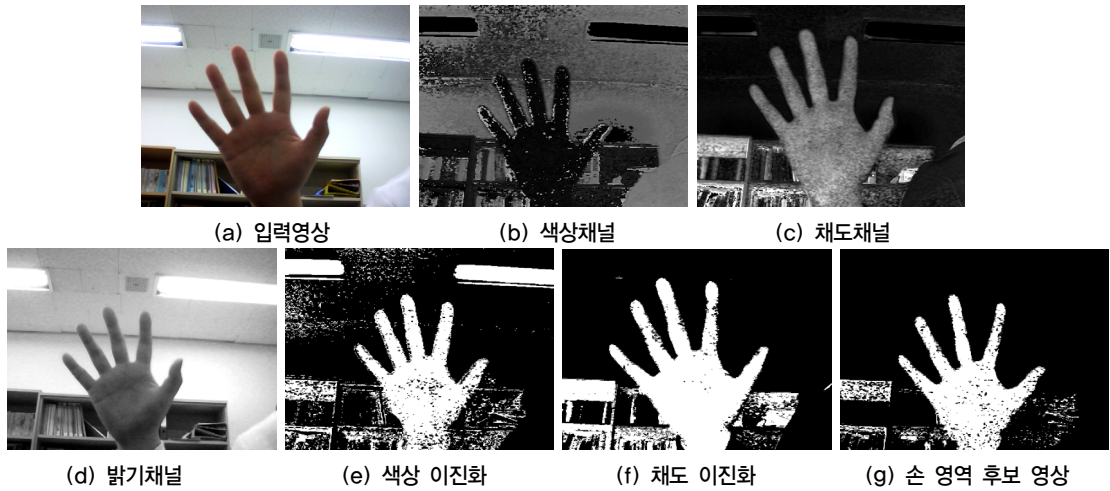 (a) 입력영상
(b) 색상채널
(c) 채도채널
(d) 밝기채널
(e) 색상 이진화
(f) 채도 이진화
(g) 손 영역 후보 영상